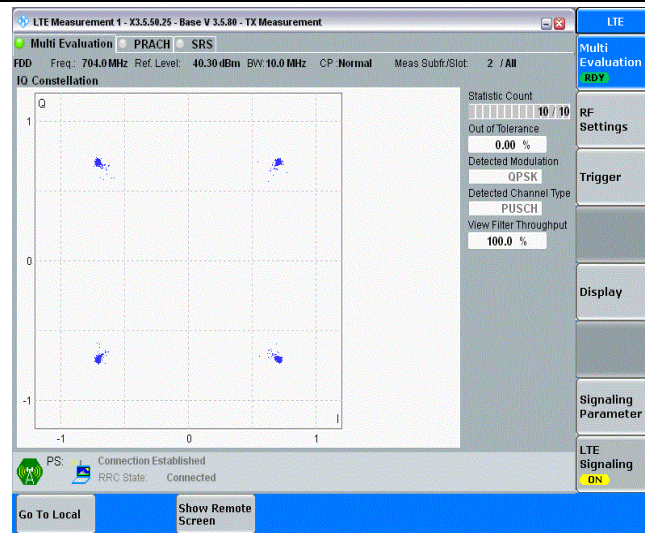 LTE Measurement 1 - X3.5.50.25 - Base V 3.5.80 - TX Measurement
LTE
Multi Evaluation PRACH SRS
Multi
Evaluation
RDY
FDD Freq.: 704.0 MHz Ref. Level: 40.30 dBm BW: 10.0 MHz CP : Normal Meas Subfr/Slot: 2 / All
IQ Constellation
Q
1
0
-1
I
-1 0 1
Statistic Count
10 / 10
Out of Tolerance
0.00 %
Detected Modulation
QPSK
Detected Channel Type
PUSCH
View Filter Throughput
100.0 %
RF
Settings
Trigger
Display
Signaling
Parameter
LTE
Signaling
ON
PS: Connection Established
RRC State: Connected
Go To Local
Show Remote
Screen